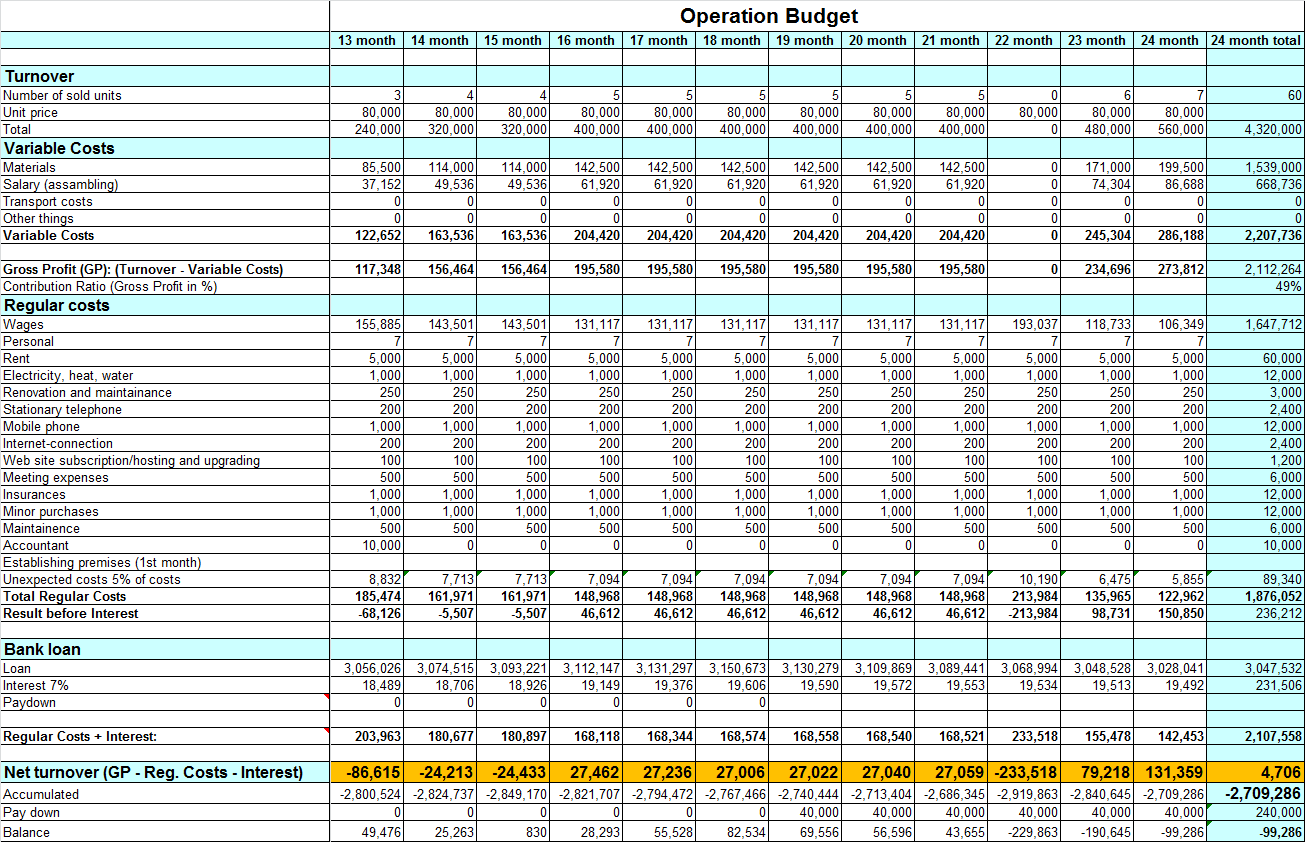 Operation Budget
13 month 14 month 15 month 16 month 17 month 18 month 19 month 20 month 21 month 22 month 23 month 24 month 24 month total
Turnover
Number of sold units 3 4 4 5 5 5 5 5 5 0 6 7 60
Unit price 80,000 80,000 80,000 80,000 80,000 80,000 80,000 80,000 80,000 80,000 80,000 80,000
Total 240,000 320,000 320,000 400,000 400,000 400,000 400,000 400,000 400,000 0 480,000 560,000 4,320,000
Variable Costs
Materials 85,500 114,000 114,000 142,500 142,500 142,500 142,500 142,500 142,500 0 171,000 199,500 1,539,000
Salary (assambling) 37,152 49,536 49,536 61,920 61,920 61,920 61,920 61,920 61,920 0 74,304 86,688 668,736
Transport costs 0 0 0 0 0 0 0 0 0 0 0 0 0
Other things 0 0 0 0 0 0 0 0 0 0 0 0 0
Variable Costs 122,652 163,536 163,536 204,420 204,420 204,420 204,420 204,420 204,420 0 245,304 286,188 2,207,736
Gross Profit (GP): (Turnover - Variable Costs) 117,348 156,464 156,464 195,580 195,580 195,580 195,580 195,580 195,580 0 234,696 273,812 2,112,264
Contribution Ratio (Gross Profit in %) 49%
Regular costs
Wages 155,885 143,501 143,501 131,117 131,117 131,117 131,117 131,117 131,117 193,037 118,733 106,349 1,647,712
Personal 7 7 7 7 7 7 7 7 7 7 7 7
Rent 5,000 5,000 5,000 5,000 5,000 5,000 5,000 5,000 5,000 5,000 5,000 5,000 60,000
Electricity, heat, water 1,000 1,000 1,000 1,000 1,000 1,000 1,000 1,000 1,000 1,000 1,000 1,000 12,000
Renovation and maintainance 250 250 250 250 250 250 250 250 250 250 250 250 3,000
Stationary telephone 200 200 200 200 200 200 200 200 200 200 200 200 2,400
Mobile phone 1,000 1,000 1,000 1,000 1,000 1,000 1,000 1,000 1,000 1,000 1,000 1,000 12,000
Internet-connection 200 200 200 200 200 200 200 200 200 200 200 200 2,400
Web site subscription/hosting and upgrading 100 100 100 100 100 100 100 100 100 100 100 100 1,200
Meeting expenses 500 500 500 500 500 500 500 500 500 500 500 500 6,000
Insurances 1,000 1,000 1,000 1,000 1,000 1,000 1,000 1,000 1,000 1,000 1,000 1,000 12,000
Minor purchases 1,000 1,000 1,000 1,000 1,000 1,000 1,000 1,000 1,000 1,000 1,000 1,000 12,000
Maintainence 500 500 500 500 500 500 500 500 500 500 500 500 6,000
Accountant 10,000 0 0 0 0 0 0 0 0 0 0 0 10,000
Establishing premises (1st month)
Unexpected costs 5% of costs 8,832 7,713 7,713 7,094 7,094 7,094 7,094 7,094 7,094 10,190 6,475 5,855 89,340
Total Regular Costs 185,474 161,971 161,971 148,968 148,968 148,968 148,968 148,968 148,968 213,984 135,965 122,962 1,876,052
Result before Interest -68,126 -5,507 -5,507 46,612 46,612 46,612 46,612 46,612 46,612 -213,984 98,731 150,850 236,212
Bank loan
Loan 3,056,026 3,074,515 3,093,221 3,112,147 3,131,297 3,150,673 3,130,279 3,109,869 3,089,441 3,068,994 3,048,528 3,028,041 3,047,532
Interest 7% 18,489 18,706 18,926 19,149 19,376 19,606 19,590 19,572 19,553 19,534 19,513 19,492 231,506
Paydown 0 0 0 0 0 0
Regular Costs + Interest: 203,963 180,677 180,897 168,118 168,344 168,574 168,558 168,540 168,521 233,518 155,478 142,453 2,107,558
Net turnover (GP - Reg. Costs - Interest) -86,615 -24,213 -24,433 27,462 27,236 27,006 27,022 27,040 27,059 -233,518 79,218 131,359 4,706
Accumulated -2,800,524 -2,824,737 -2,849,170 -2,821,707 -2,794,472 -2,767,466 -2,740,444 -2,713,404 -2,686,345 -2,919,863 -2,840,645 -2,709,286 -2,709,286
Pay down 0 0 0 0 0 0 40,000 40,000 40,000 40,000 40,000 40,000 240,000
Balance 49,476 25,263 830 28,293 55,528 82,534 69,556 56,596 43,655 -229,863 -190,645 -99,286 -99,286